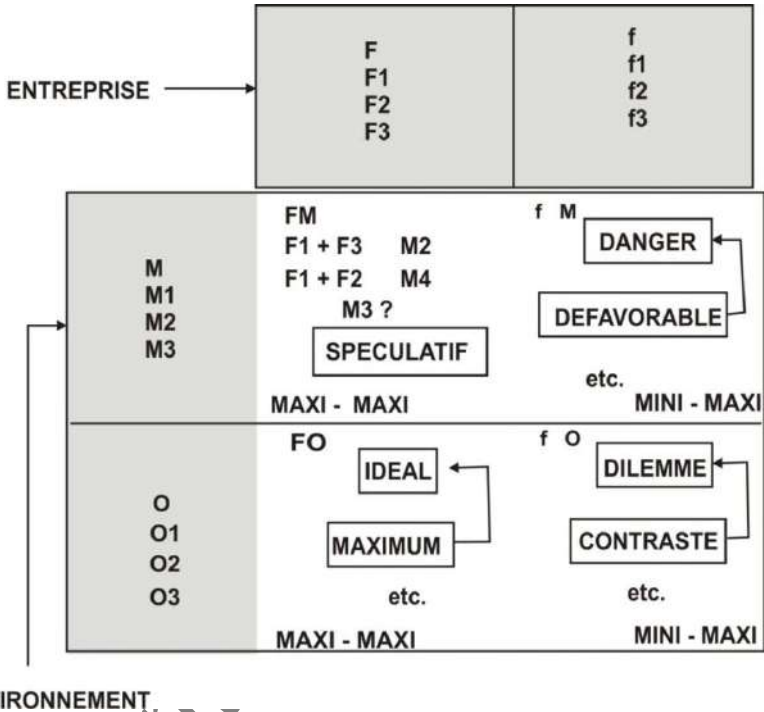 F
F1
F2
F3
f
f1
f2
f3
ENTREPRISE
M
M1
M2
M3
FM
F1 + F3 M2
F1 + F2 M4
M3 ?
SPECULATIF
MAXI - MAXI
f M
DANGER
DEFAVORABLE
etc.
MINI - MAXI
O
O1
O2
O3
FO
IDEAL
MAXIMUM
etc.
MAXI - MAXI
f O
DILEMME
CONTRASTE
etc.
MINI - MAXI
IRONNEMENT